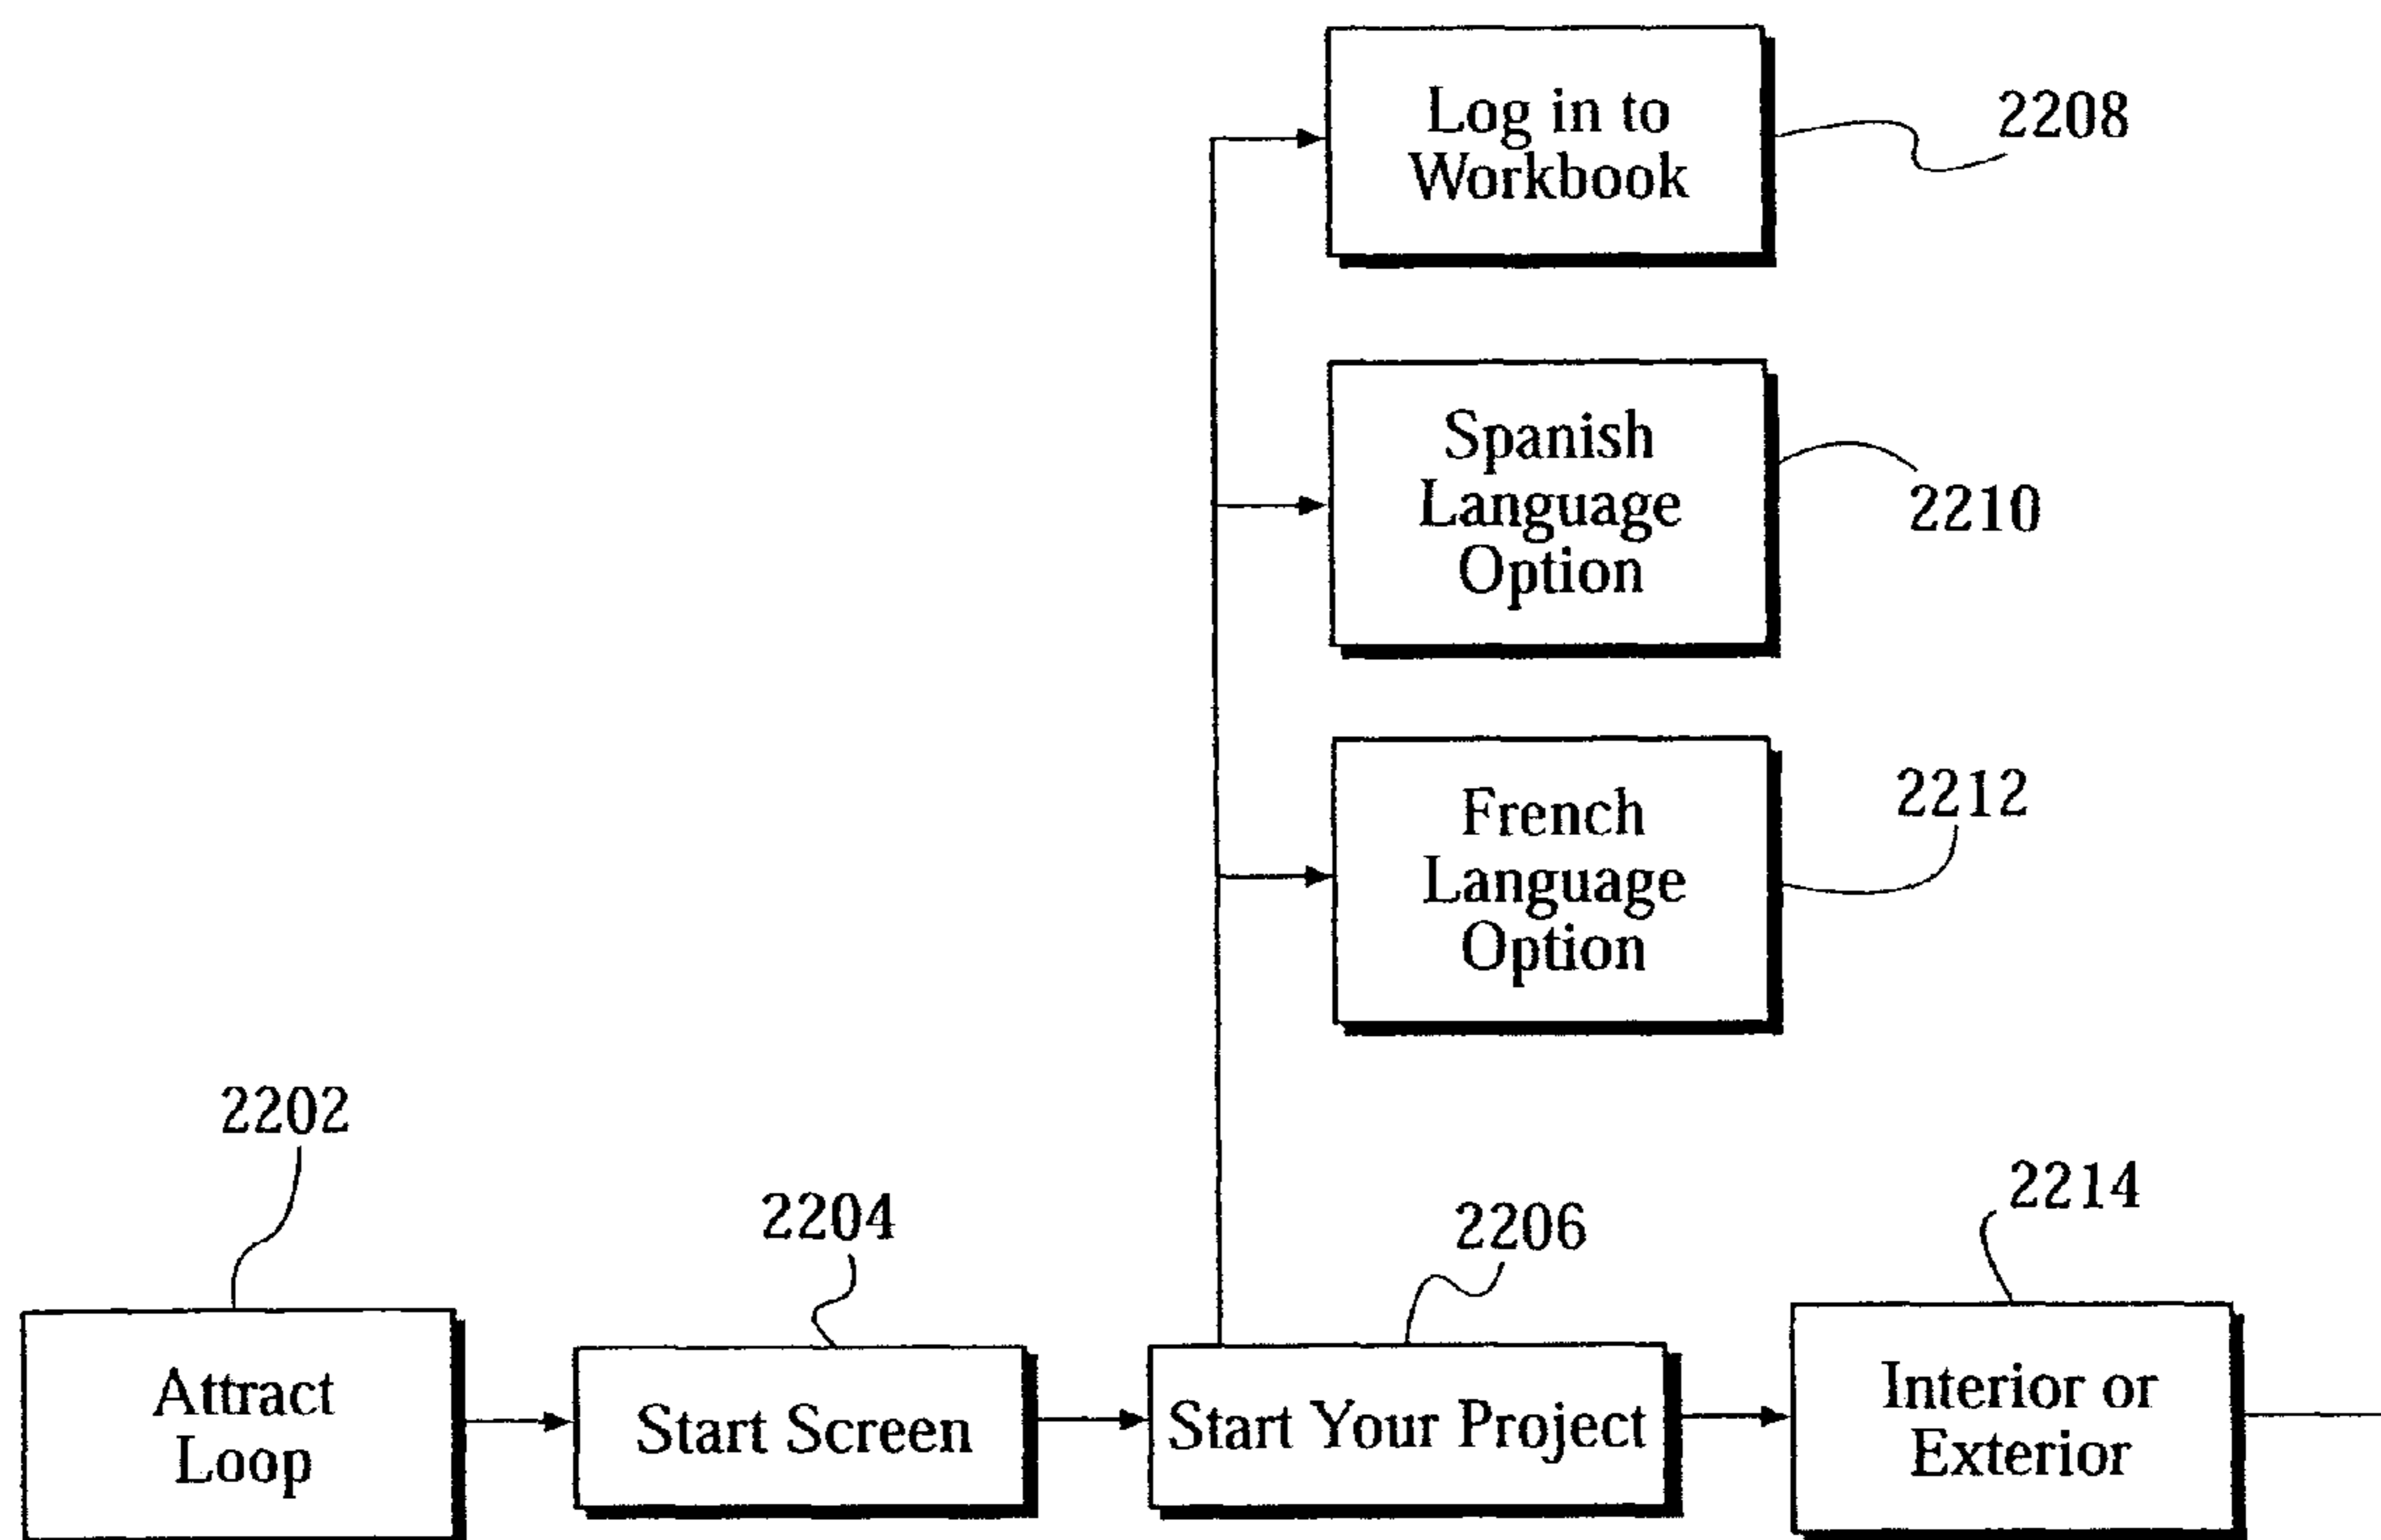 Log in to
Workbook
2208
Spanish
Language
Option
2210
French
Language
Option
2212
2202
2204
2206
2214
Attract
Loop
Start Screen
Start Your Project
Interior or
Exterior